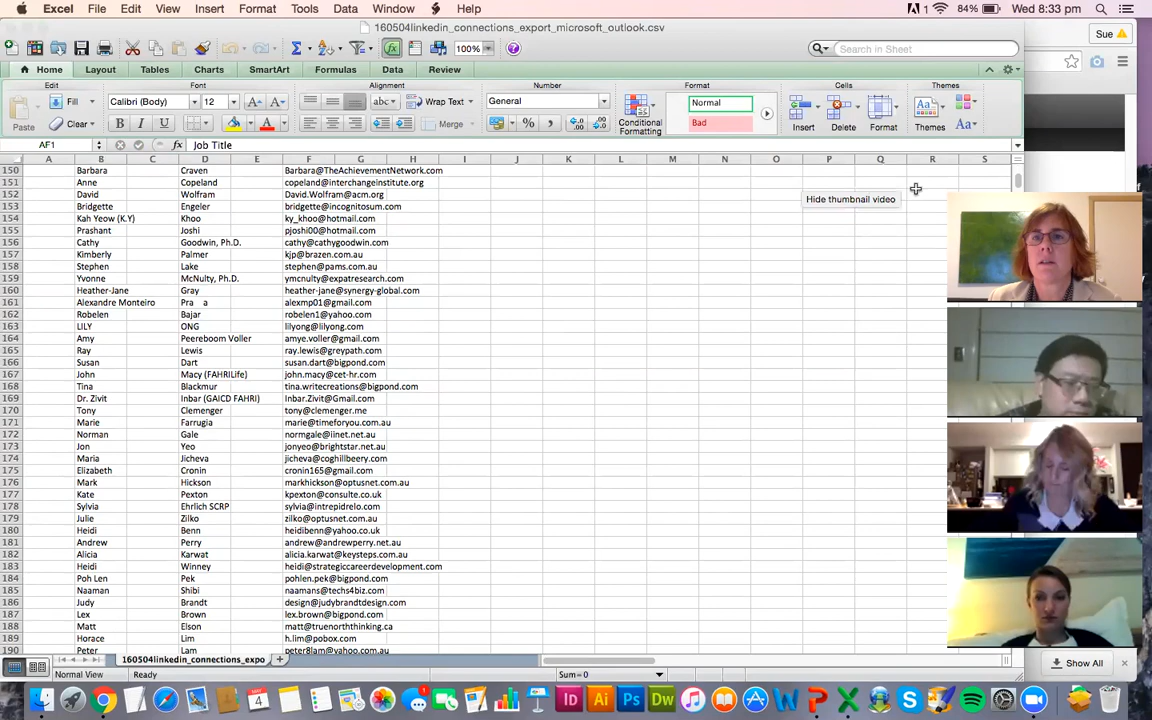 Excel File Edit View Insert Format Tools Data Window Help 1 84% Wed 8:33 pm
160504linkedin_connections_export_microsoft_outlook.csv
Sue
100% Search in Sheet
Home Layout Tables Charts SmartArt Formulas Data Review
Edit Font Alignment Number Format Cells Themes
Paste Fill Calibri (Body) 12 abc Wrap Text General Conditional Formatting Normal Insert Delete Format Themes Aa
Clear B I U A Merge % Bad
AF1 fx Job Title
A B C D E F G H I J K L M N O P Q R S
150 Barbara Craven Barbara@TheAchievementNetwork.com
151 Anne Copeland copeland@interchangeinstitute.org
152 David Wolfram David.Wolfram@acm.org
153 Bridgette Engeler bridgette@incognitosum.com
154 Kah Yeow (K.Y) Khoo ky_khoo@hotmail.com
155 Prashant Joshi pjoshi00@hotmail.com
156 Cathy Goodwin, Ph.D. cathy@cathygoodwin.com
157 Kimberly Palmer kjp@brazen.com.au
158 Stephen Lake stephen@pams.com.au
159 Yvonne McNulty, Ph.D. ymcnulty@expatresearch.com
160 Heather-Jane Gray heather-jane@synergy-global.com
161 Alexandre Monteiro Pra a alexmp01@gmail.com
162 Robelen Bajar robelen1@yahoo.com
163 LILY ONG lilyong@lilyong.com
164 Amy Peereboom Voller amye.voller@gmail.com
165 Ray Lewis ray.lewis@greypath.com
166 Susan Dart susan.dart@bigpond.com
167 John Macy (FAHRILife) john.macy@cet-hr.com
168 Tina Blackmur tina.writecreations@bigpond.com
169 Dr. Zivit Inbar (GAICD FAHRI) Inbar.Zivit@Gmail.com
170 Tony Clemenger tony@clemenger.me
171 Marie Farrugia marie@timeforyou.com.au
172 Norman Gale normgale@iinet.net.au
173 Jon Yeo jonyeo@brightstar.net.au
174 Maria Jicheva jicheva@coghillbeery.com
175 Elizabeth Cronin cronin165@gmail.com
176 Mark Hickson markhickson@optusnet.com.au
177 Kate Pexton kpexton@consulte.co.uk
178 Sylvia Ehrlich SCRP sylvia@intrepidrelo.com
179 Julie Zilko zilko@optusnet.com.au
180 Heidi Benn heidibenn@yahoo.co.uk
181 Andrew Perry andrew@andrewperry.net.au
182 Alicia Karwat alicia.karwat@keysteps.com.au
183 Heidi Winney heidi@strategiccareerdevelopment.com
184 Poh Len Pek pohlen.pek@bigpond.com
185 Naaman Shibi naamans@techs4biz.com
186 Judy Brandt design@judybrandtdesign.com
187 Lex Brown lex.brown@bigpond.com
188 Matt Elson matt@truenorththinking.ca
189 Horace Lim h.lim@pobox.com
190 Peter Lam peter8lam@yahoo.com.au
Hide thumbnail video
160504linkedin_connections_expo
Normal View Ready Sum=0
Show All
MAY
4
Id Ai Ps Dw